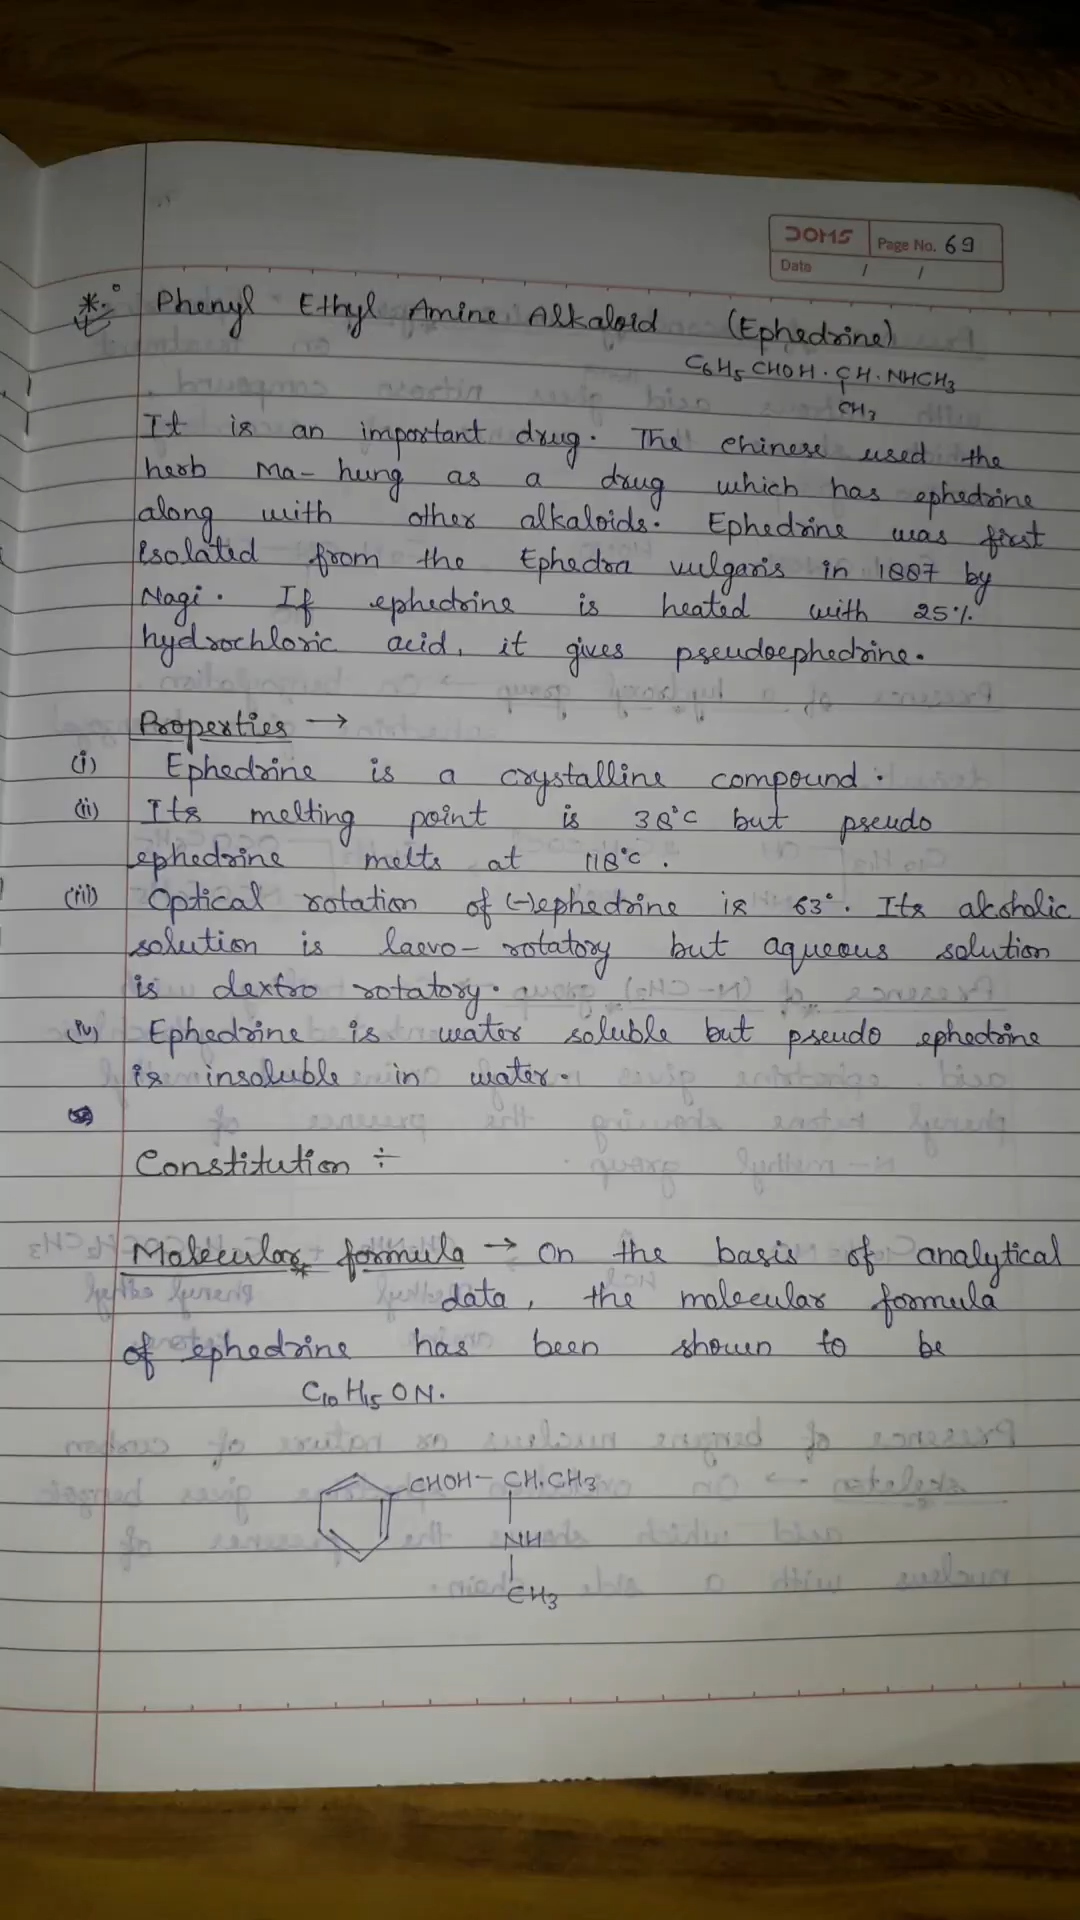 DOMS Page No. 69
Date / /
*° Phenyl Ethyl Amine Alkaloid (Ephedrine)
C6H5 CHOH · CH · NHCH3
CH3
It is an important drug. The chinese used the
herb Ma-hung as a drug which has ephedrine
along with other alkaloids. Ephedrine was first
isolated from the Ephedra vulgaris in 1887 by
Nagi. If ephedrine is heated with 25%
hydrochloric acid, it gives pseudoephedrine.
Properties →
(i) Ephedrine is a crystalline compound.
(ii) Its melting point is 38°C but pseudo
ephedrine melts at 118°C.
(iii) Optical rotation of (-)ephedrine is 63°. Its alcoholic
solution is laevo-rotatory but aqueous solution
is dextro rotatory.
(iv) Ephedrine is water soluble but pseudo ephedrine
is insoluble in water.
Constitution ÷
Molecular formula → On the basis of analytical
data, the molecular formula
of ephedrine has been shown to be
C10 H15 ON.
CHOH - CH.CH3
NH
CH3